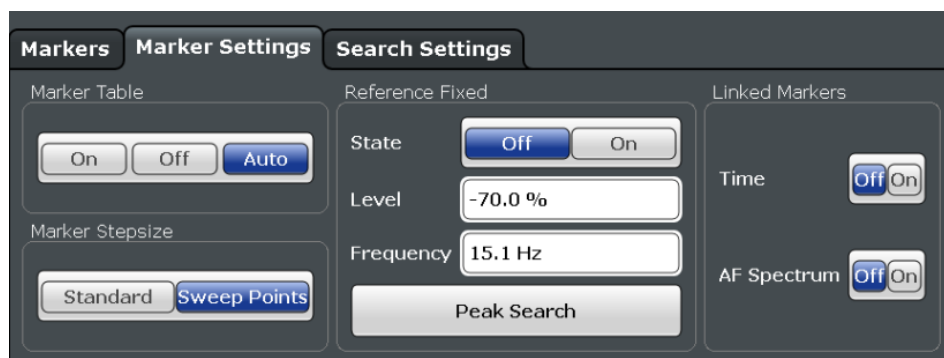 Markers Marker Settings Search Settings
Marker Table
On Off Auto
Marker Stepsize
Standard Sweep Points
Reference Fixed
State Off On
Level -70.0 %
Frequency 15.1 Hz
Peak Search
Linked Markers
Time Off On
AF Spectrum Off On